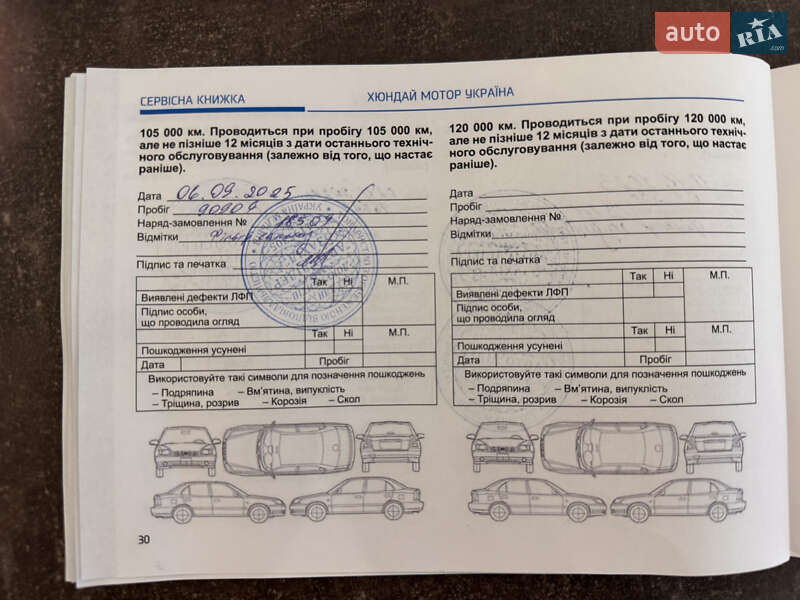 auto RIA .com
СЕРВІСНА КНИЖКА
ХЮНДАЙ МОТОР УКРАЇНА
105 000 км. Проводиться при пробігу 105 000 км,
але не пізніше 12 місяців з дати останнього техніч-
ного обслуговування (залежно від того, що настає
раніше).
Дата 06.09.2025
Пробіг 90907
Наряд-замовлення № 18509
Відмітки
Підпис та печатка
Так Ні М.П.
Виявлені дефекти ЛФП
Підпис особи,
що проводила огляд
Так Ні М.П.
Пошкодження усунені
Дата Пробіг
Використовуйте такі символи для позначення пошкоджень
– Подряпина – Вм'ятина, випуклість
– Тріщина, розрив – Корозія – Скол
120 000 км. Проводиться при пробігу 120 000 км,
але не пізніше 12 місяців з дати останнього техніч-
ного обслуговування (залежно від того, що настає
раніше).
Дата
Пробіг
Наряд-замовлення №
Відмітки
Підпис та печатка
Так Ні М.П.
Виявлені дефекти ЛФП
Підпис особи,
що проводила огляд
Так Ні М.П.
Пошкодження усунені
Дата Пробіг
Використовуйте такі символи для позначення пошкоджень
– Подряпина – Вм'ятина, випуклість
– Тріщина, розрив – Корозія – Скол
30